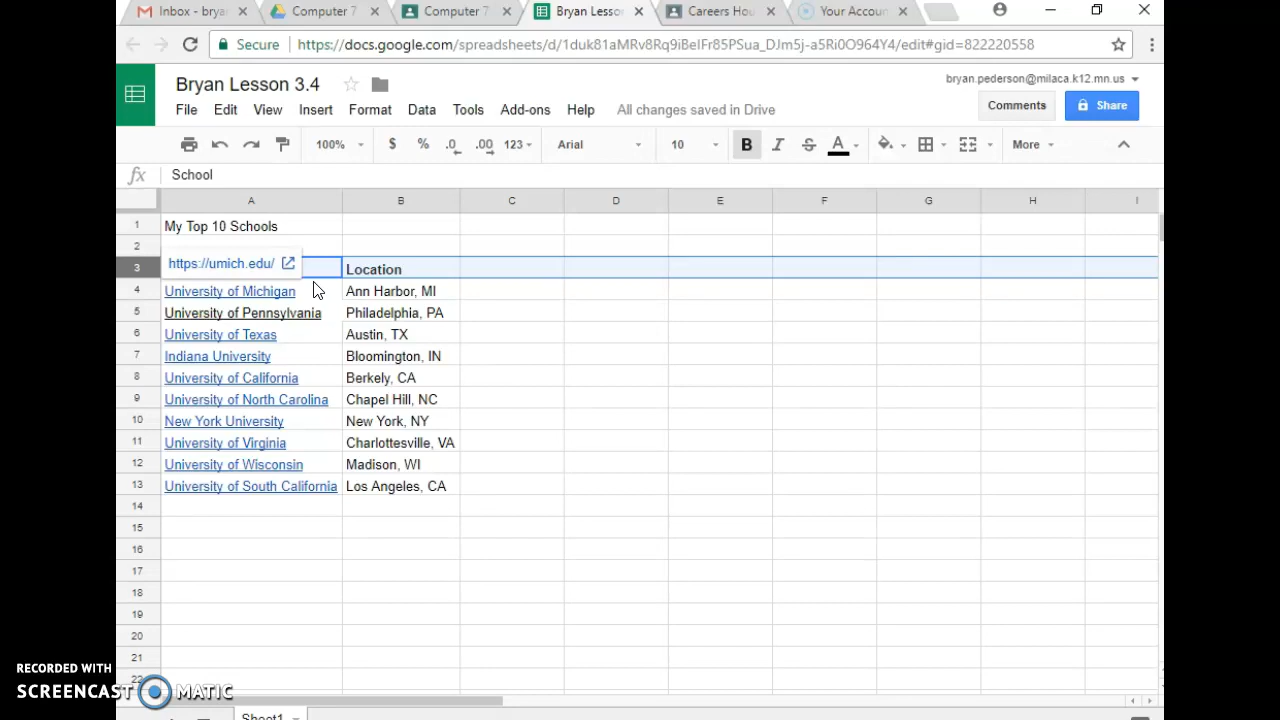 Inbox - brya
Computer 7
Computer 7
Bryan Lesso
Careers Hou
Your Accou
Secure
https://docs.google.com/spreadsheets/d/1duk81aMRv8Rq9iBeIFr85PSua_DJm5j-a5Ri0O964Y4/edit#gid=822220558
Bryan Lesson 3.4
bryan.pederson@milaca.k12.mn.us
File Edit View Insert Format Data Tools Add-ons Help All changes saved in Drive
Comments Share
100% $ % .0 .00 123 Arial 10 B I S A More
fx School
A B C D E F G H I
1 My Top 10 Schools
2
3 https://umich.edu/ Location
4 University of Michigan Ann Harbor, MI
5 University of Pennsylvania Philadelphia, PA
6 University of Texas Austin, TX
7 Indiana University Bloomington, IN
8 University of California Berkely, CA
9 University of North Carolina Chapel Hill, NC
10 New York University New York, NY
11 University of Virginia Charlottesville, VA
12 University of Wisconsin Madison, WI
13 University of South California Los Angeles, CA
14
15
16
17
18
19
20
21
22
Sheet1
RECORDED WITH
SCREENCAST MATIC